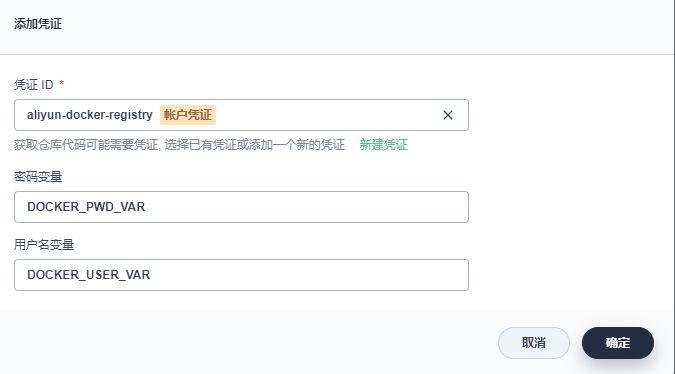 添加凭证
凭证 ID *
aliyun-docker-registry 帐户凭证
获取仓库代码可能需要凭证, 选择已有凭证或添加一个新的凭证 新建凭证
密码变量
DOCKER_PWD_VAR
用户名变量
DOCKER_USER_VAR
取消 确定